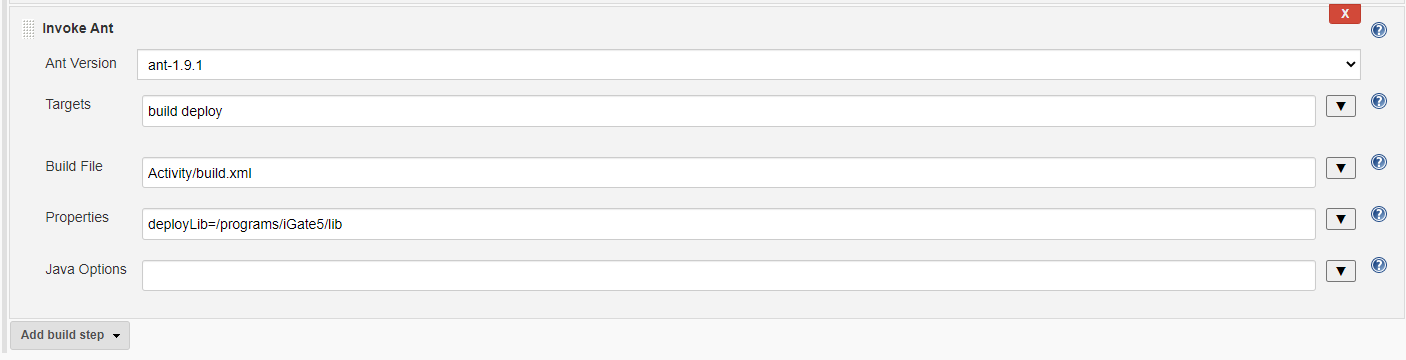 Invoke Ant
X
Ant Version
ant-1.9.1
Targets
build deploy
▼
?
Build File
Activity/build.xml
▼
?
Properties
deployLib=/programs/iGate5/lib
▼
?
Java Options
▼
?
Add build step